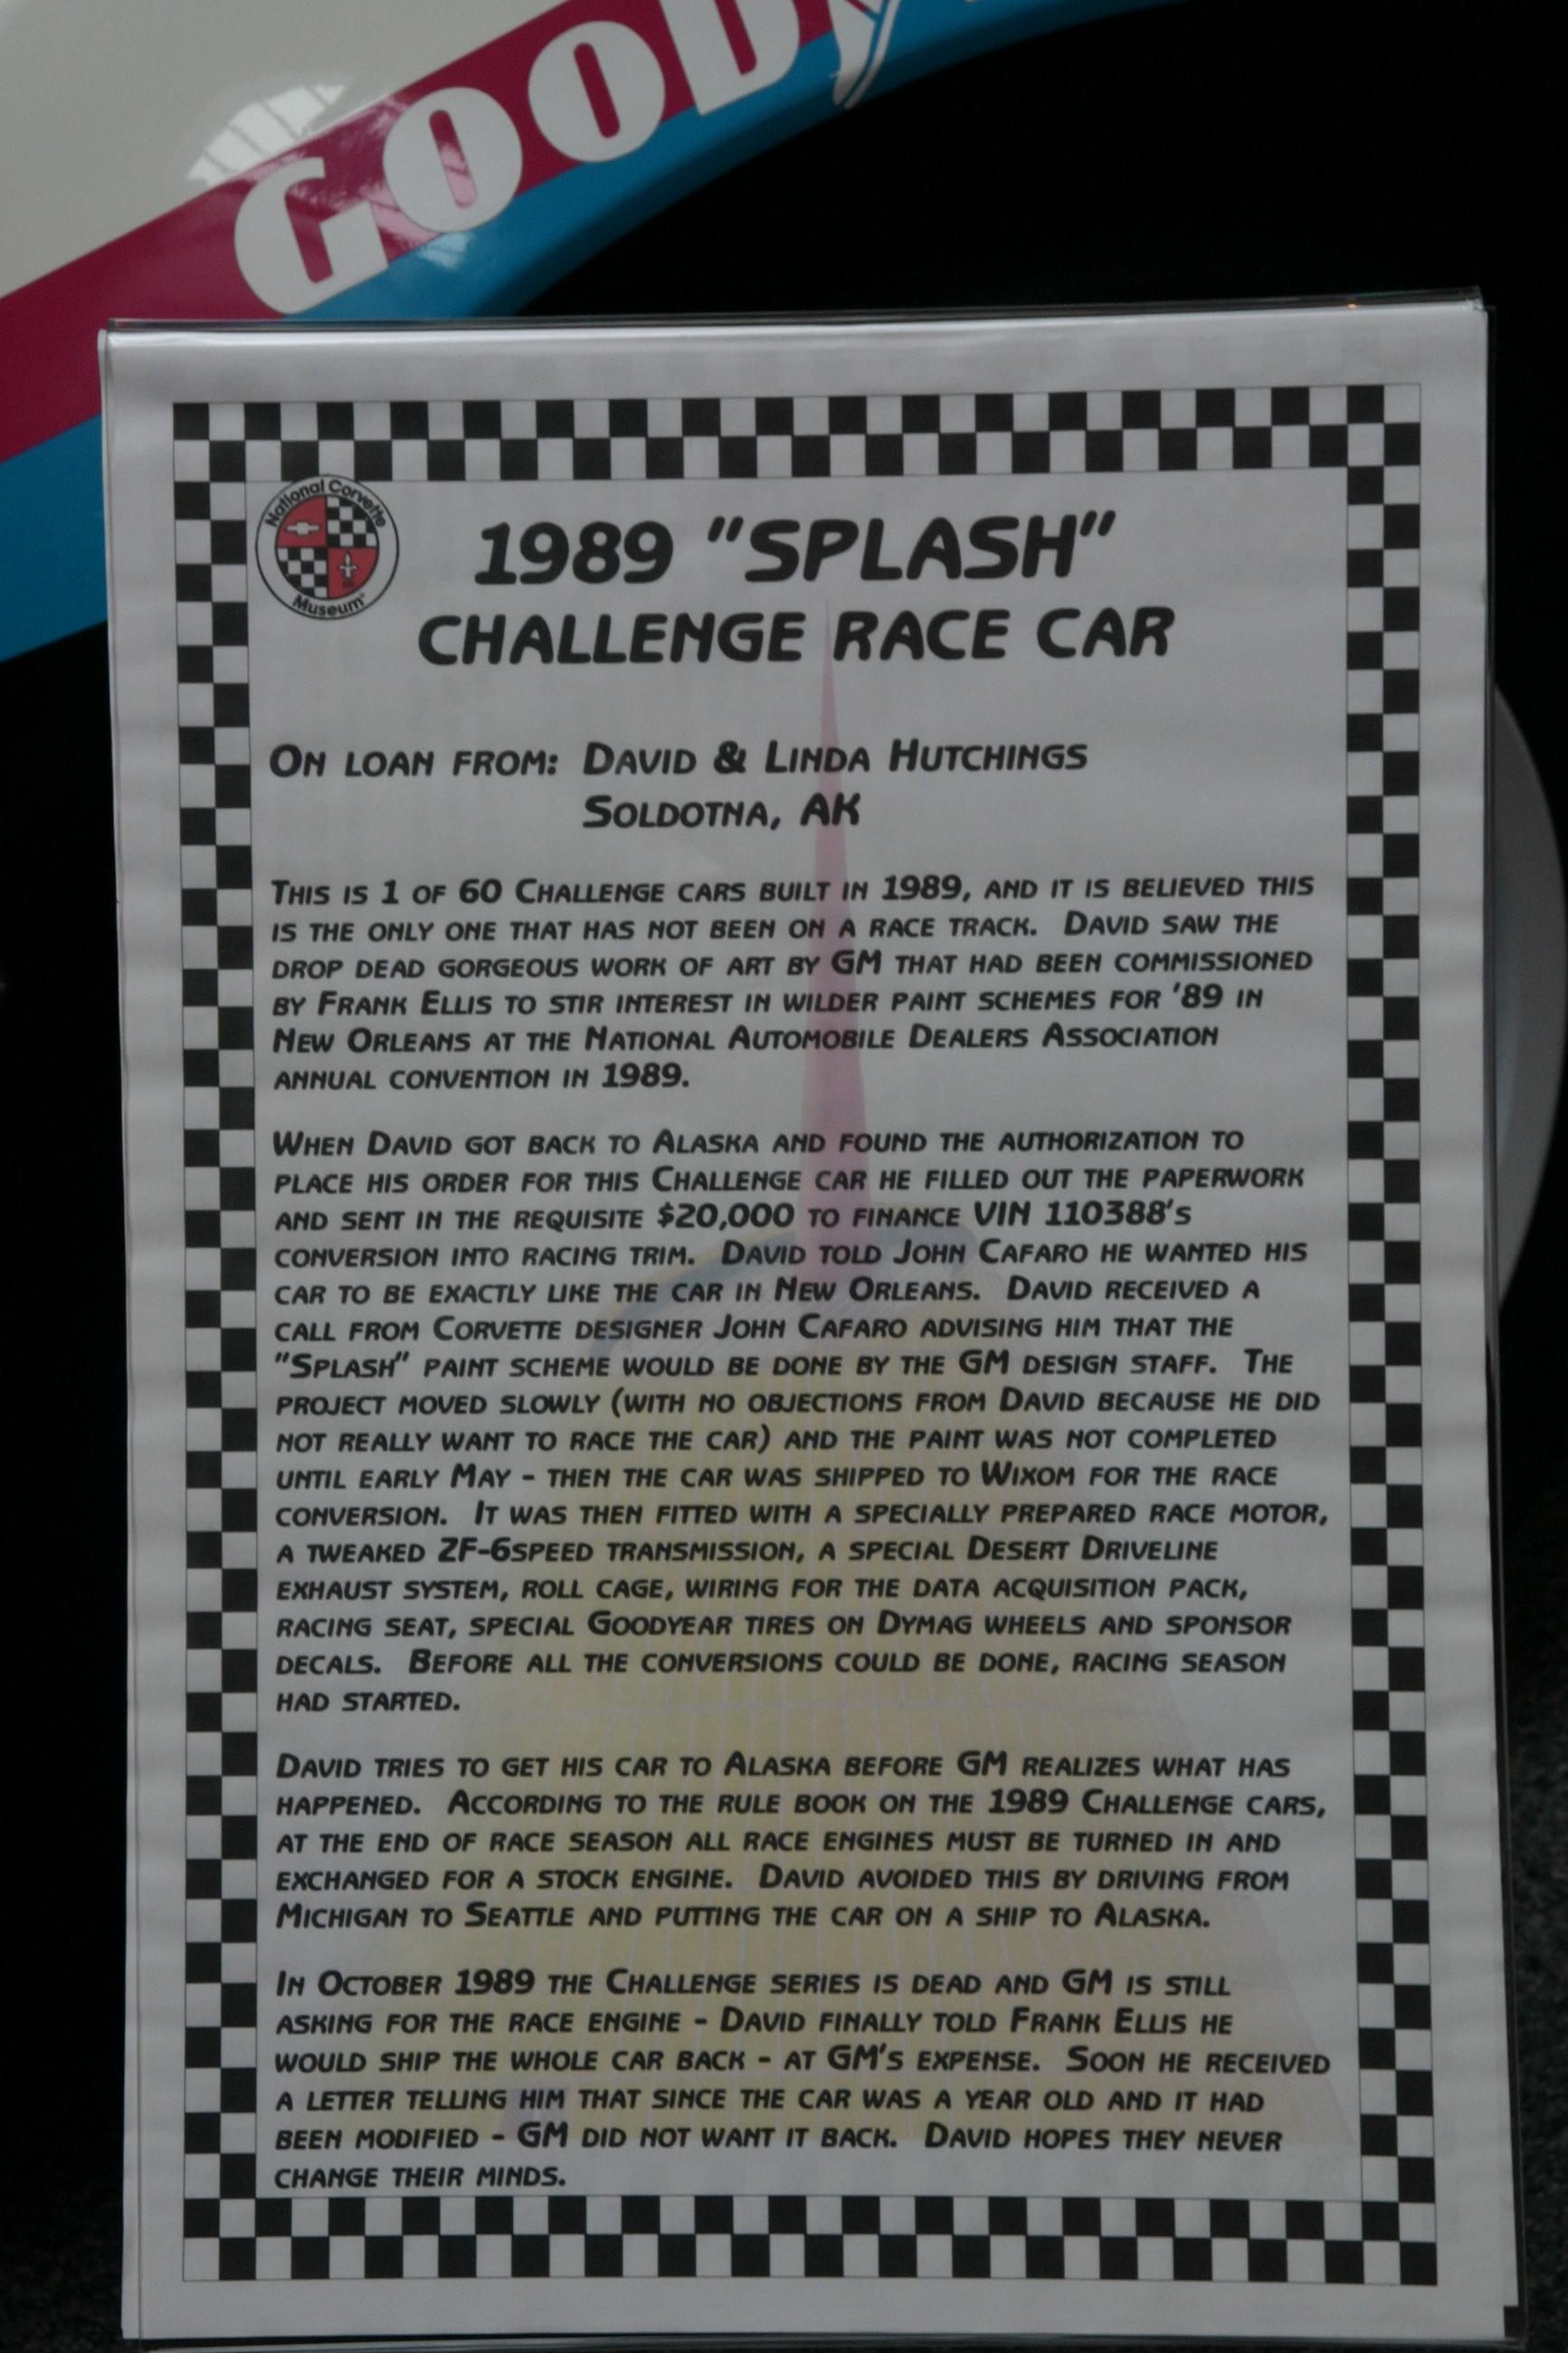 GOODY
National Corvette
Museum
1989 "SPLASH"
CHALLENGE RACE CAR
ON LOAN FROM: DAVID & LINDA HUTCHINGS
SOLDOTNA, AK
THIS IS 1 OF 60 CHALLENGE CARS BUILT IN 1989, AND IT IS BELIEVED THIS
IS THE ONLY ONE THAT HAS NOT BEEN ON A RACE TRACK. DAVID SAW THE
DROP DEAD GORGEOUS WORK OF ART BY GM THAT HAD BEEN COMMISSIONED
BY FRANK ELLIS TO STIR INTEREST IN WILDER PAINT SCHEMES FOR '89 IN
NEW ORLEANS AT THE NATIONAL AUTOMOBILE DEALERS ASSOCIATION
ANNUAL CONVENTION IN 1989.
WHEN DAVID GOT BACK TO ALASKA AND FOUND THE AUTHORIZATION TO
PLACE HIS ORDER FOR THIS CHALLENGE CAR HE FILLED OUT THE PAPERWORK
AND SENT IN THE REQUISITE $20,000 TO FINANCE VIN 110388'S
CONVERSION INTO RACING TRIM. DAVID TOLD JOHN CAFARO HE WANTED HIS
CAR TO BE EXACTLY LIKE THE CAR IN NEW ORLEANS. DAVID RECEIVED A
CALL FROM CORVETTE DESIGNER JOHN CAFARO ADVISING HIM THAT THE
"SPLASH" PAINT SCHEME WOULD BE DONE BY THE GM DESIGN STAFF. THE
PROJECT MOVED SLOWLY (WITH NO OBJECTIONS FROM DAVID BECAUSE HE DID
NOT REALLY WANT TO RACE THE CAR) AND THE PAINT WAS NOT COMPLETED
UNTIL EARLY MAY - THEN THE CAR WAS SHIPPED TO WIXOM FOR THE RACE
CONVERSION. IT WAS THEN FITTED WITH A SPECIALLY PREPARED RACE MOTOR,
A TWEAKED ZF-6SPEED TRANSMISSION, A SPECIAL DESERT DRIVELINE
EXHAUST SYSTEM, ROLL CAGE, WIRING FOR THE DATA ACQUISITION PACK,
RACING SEAT, SPECIAL GOODYEAR TIRES ON DYMAG WHEELS AND SPONSOR
DECALS. BEFORE ALL THE CONVERSIONS COULD BE DONE, RACING SEASON
HAD STARTED.
DAVID TRIES TO GET HIS CAR TO ALASKA BEFORE GM REALIZES WHAT HAS
HAPPENED. ACCORDING TO THE RULE BOOK ON THE 1989 CHALLENGE CARS,
AT THE END OF RACE SEASON ALL RACE ENGINES MUST BE TURNED IN AND
EXCHANGED FOR A STOCK ENGINE. DAVID AVOIDED THIS BY DRIVING FROM
MICHIGAN TO SEATTLE AND PUTTING THE CAR ON A SHIP TO ALASKA.
IN OCTOBER 1989 THE CHALLENGE SERIES IS DEAD AND GM IS STILL
ASKING FOR THE RACE ENGINE - DAVID FINALLY TOLD FRANK ELLIS HE
WOULD SHIP THE WHOLE CAR BACK - AT GM'S EXPENSE. SOON HE RECEIVED
A LETTER TELLING HIM THAT SINCE THE CAR WAS A YEAR OLD AND IT HAD
BEEN MODIFIED - GM DID NOT WANT IT BACK. DAVID HOPES THEY NEVER
CHANGE THEIR MINDS.